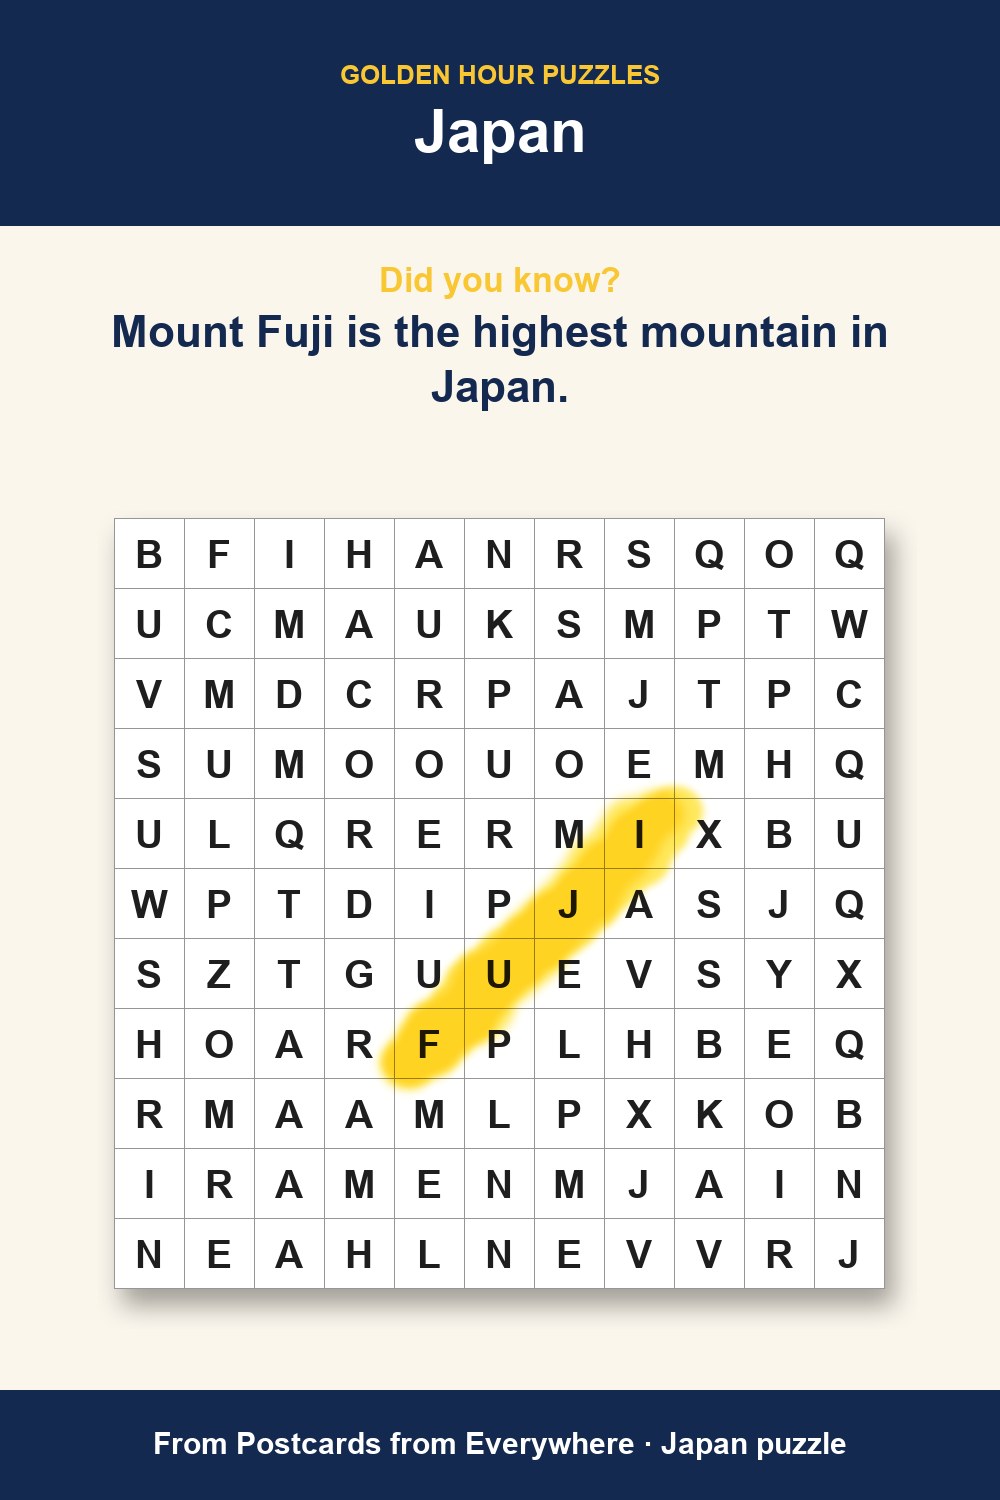 GOLDEN HOUR PUZZLES
Japan
Did you know?
Mount Fuji is the highest mountain in
Japan.
B F I H A N R S Q O Q
U C M A U K S M P T W
V M D C R P A J T P C
S U M O O U O E M H Q
U L Q R E R M I X B U
W P T D I P J A S J Q
S Z T G U U E V S Y X
H O A R F P L H B E Q
R M A A M L P X K O B
I R A M E N M J A I N
N E A H L N E V V R J
From Postcards from Everywhere · Japan puzzle